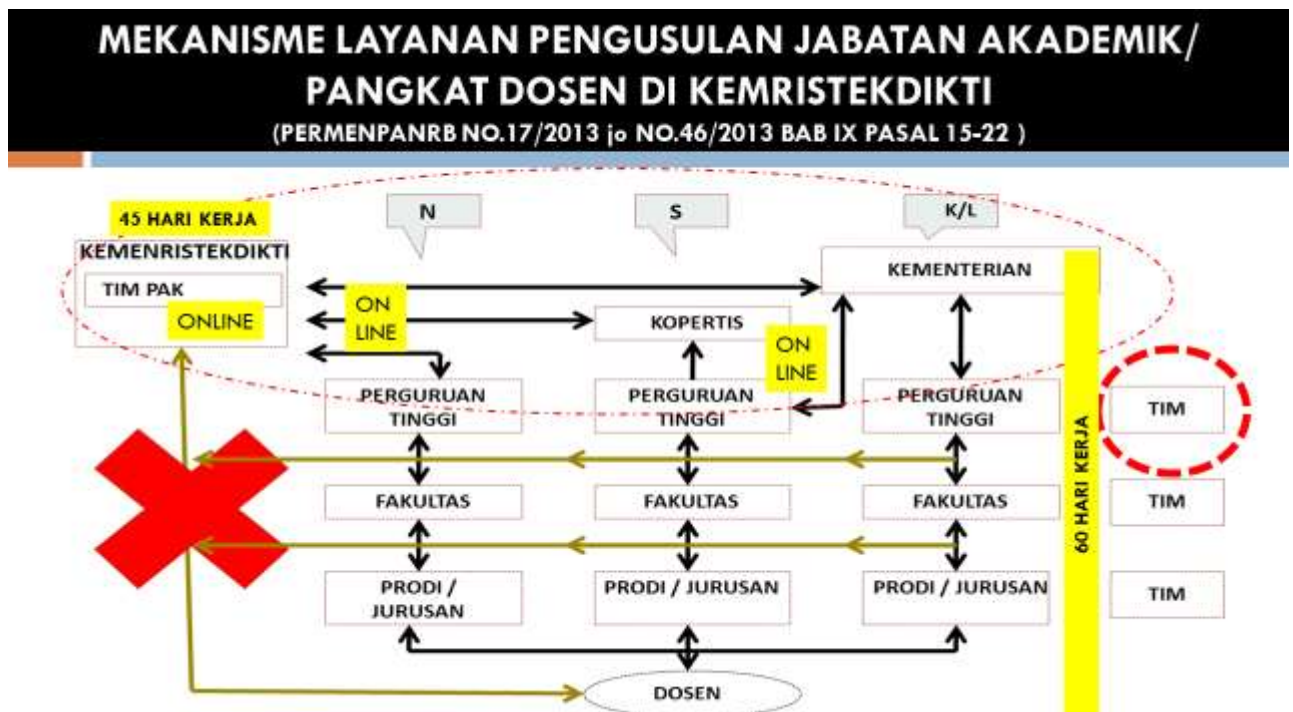 MEKANISME LAYANAN PENGUSULAN JABATAN AKADEMIK/
PANGKAT DOSEN DI KEMRISTEKDIKTI
(PERMENPANRB NO.17/2013 jo NO.46/2013 BAB IX PASAL 15-22 )
45 HARI KERJA
N
S
K/L
KEMENRISTEKDIKTI
TIM PAK
ONLINE
ON
LINE
KEMENTERIAN
KOPERTIS
ON
LINE
PERGURUAN
TINGGI
PERGURUAN
TINGGI
PERGURUAN
TINGGI
TIM
FAKULTAS
FAKULTAS
FAKULTAS
TIM
60 HARI KERJA
PRODI /
JURUSAN
PRODI / JURUSAN
PRODI / JURUSAN
TIM
DOSEN